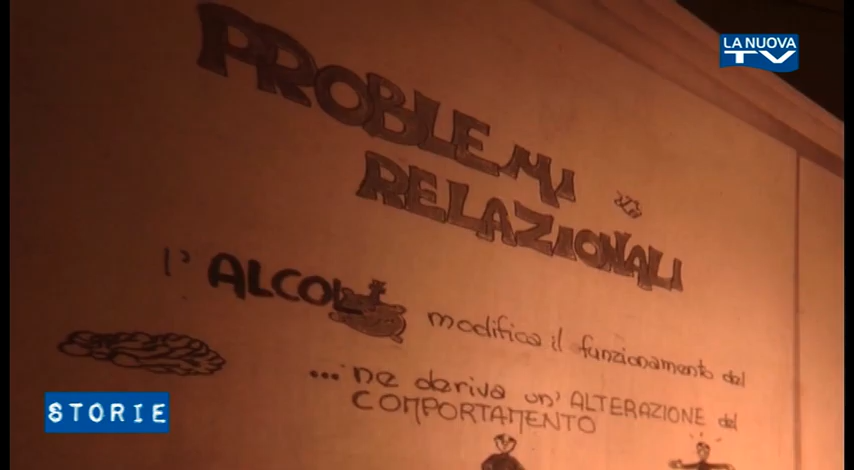 LA NUOVA
TV
PROBLEMI
RELAZIONALI
l'ALCOL modifica il funzionamento del
... ne deriva un'ALTERAZIONE del
COMPORTAMENTO
STORIE